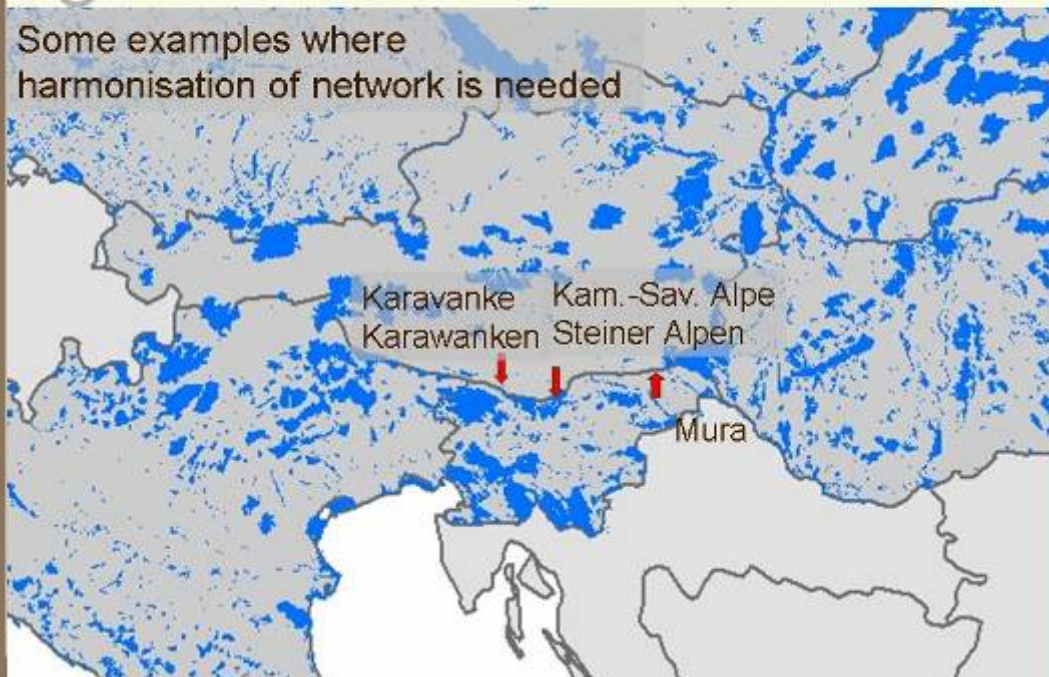 Some examples where
harmonisation of network is needed
Karavanke
Karawanken
Kam.-Sav. Alpe
Steiner Alpen
Mura